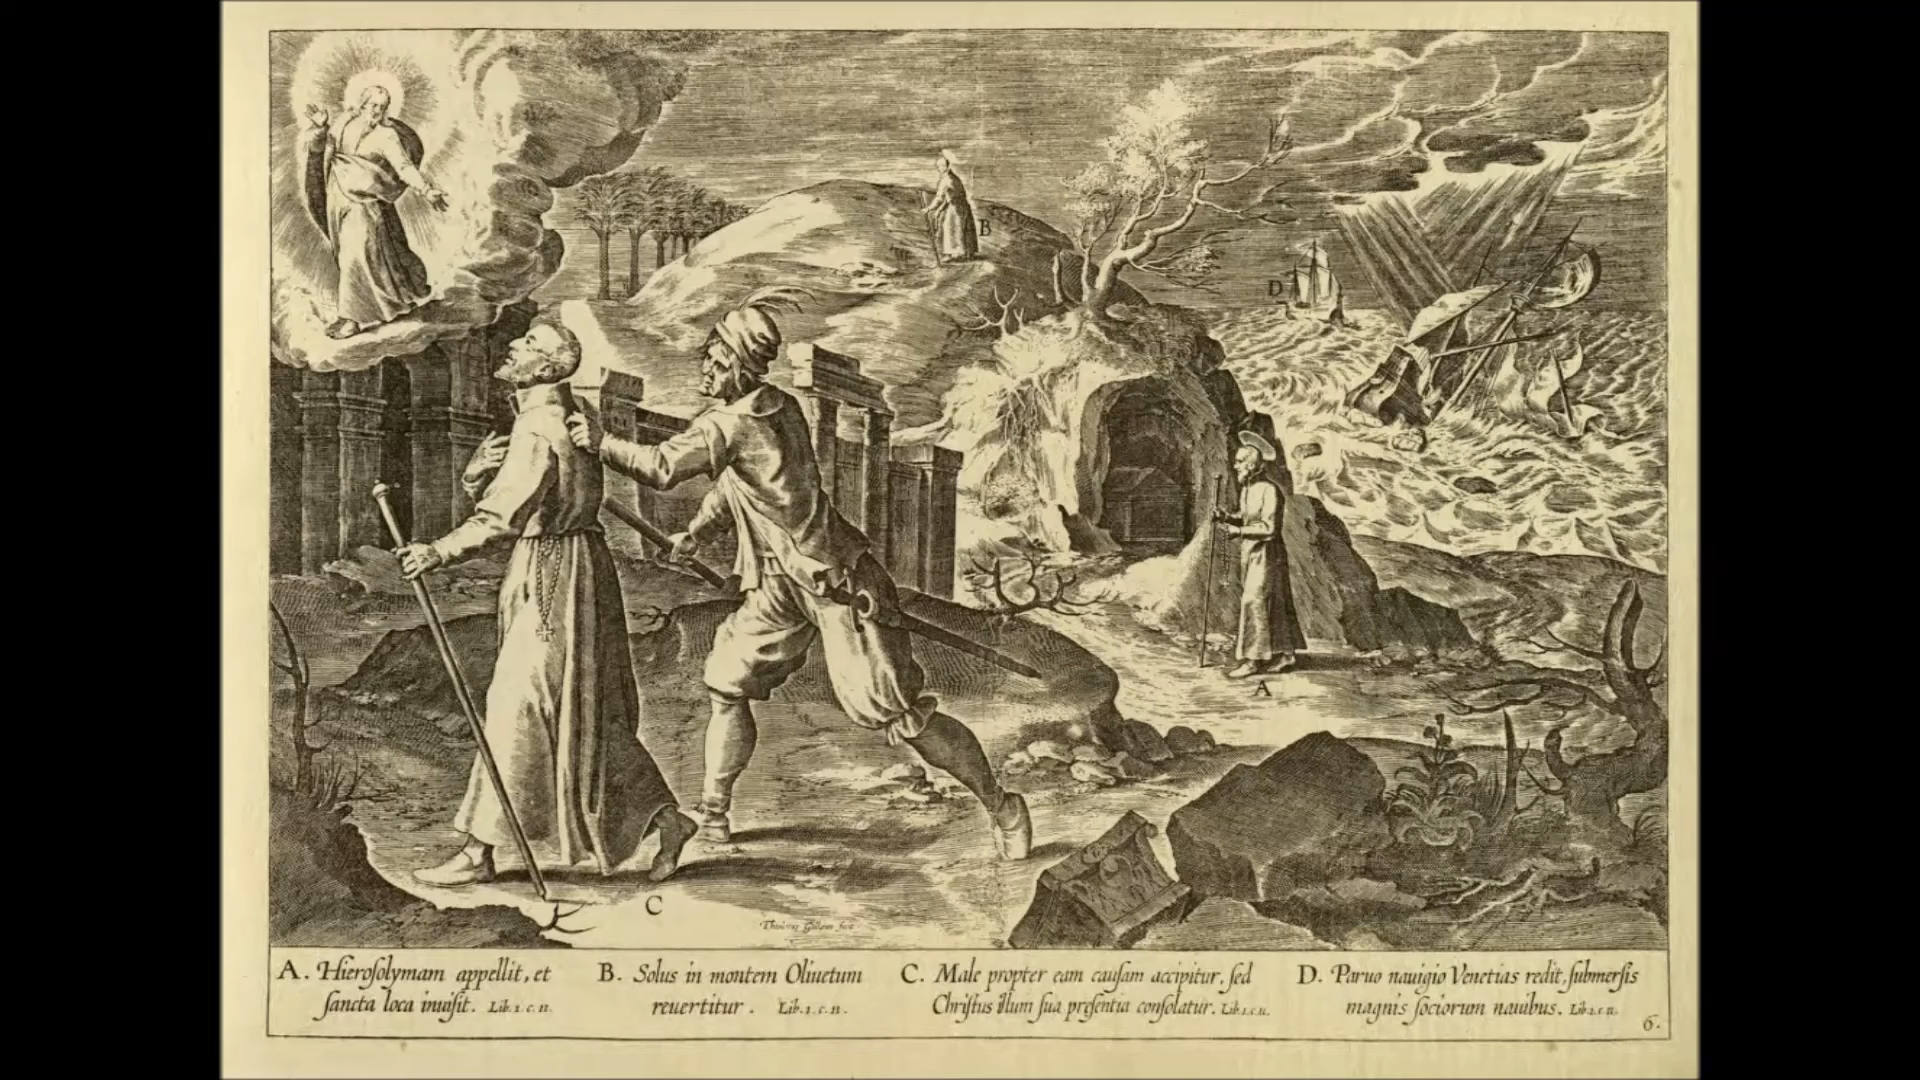 B
D
A
C
A. Hieroſolymam appellit, et
ſancta loca inuiſit. Lib. 1. c. 11.
B. Solus in montem Oliuetum
reuertitur. Lib. 1. c. 11.
C. Male propter eam cauſam accipitur, ſed
Chriſtus illum ſua preſentia conſolatur. Lib. 1. c. 11.
D. Paruo nauigio Venetias redit, ſubmerſis
magnis ſociorum nauibus. Lib. 1. c. 11.
6.